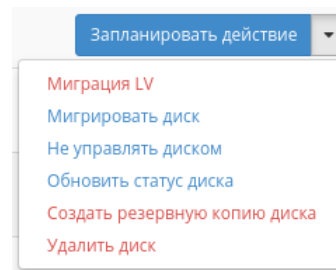 Запланировать действие
Миграция LV
Мигрировать диск
Не управлять диском
Обновить статус диска
Создать резервную копию диска
Удалить диск